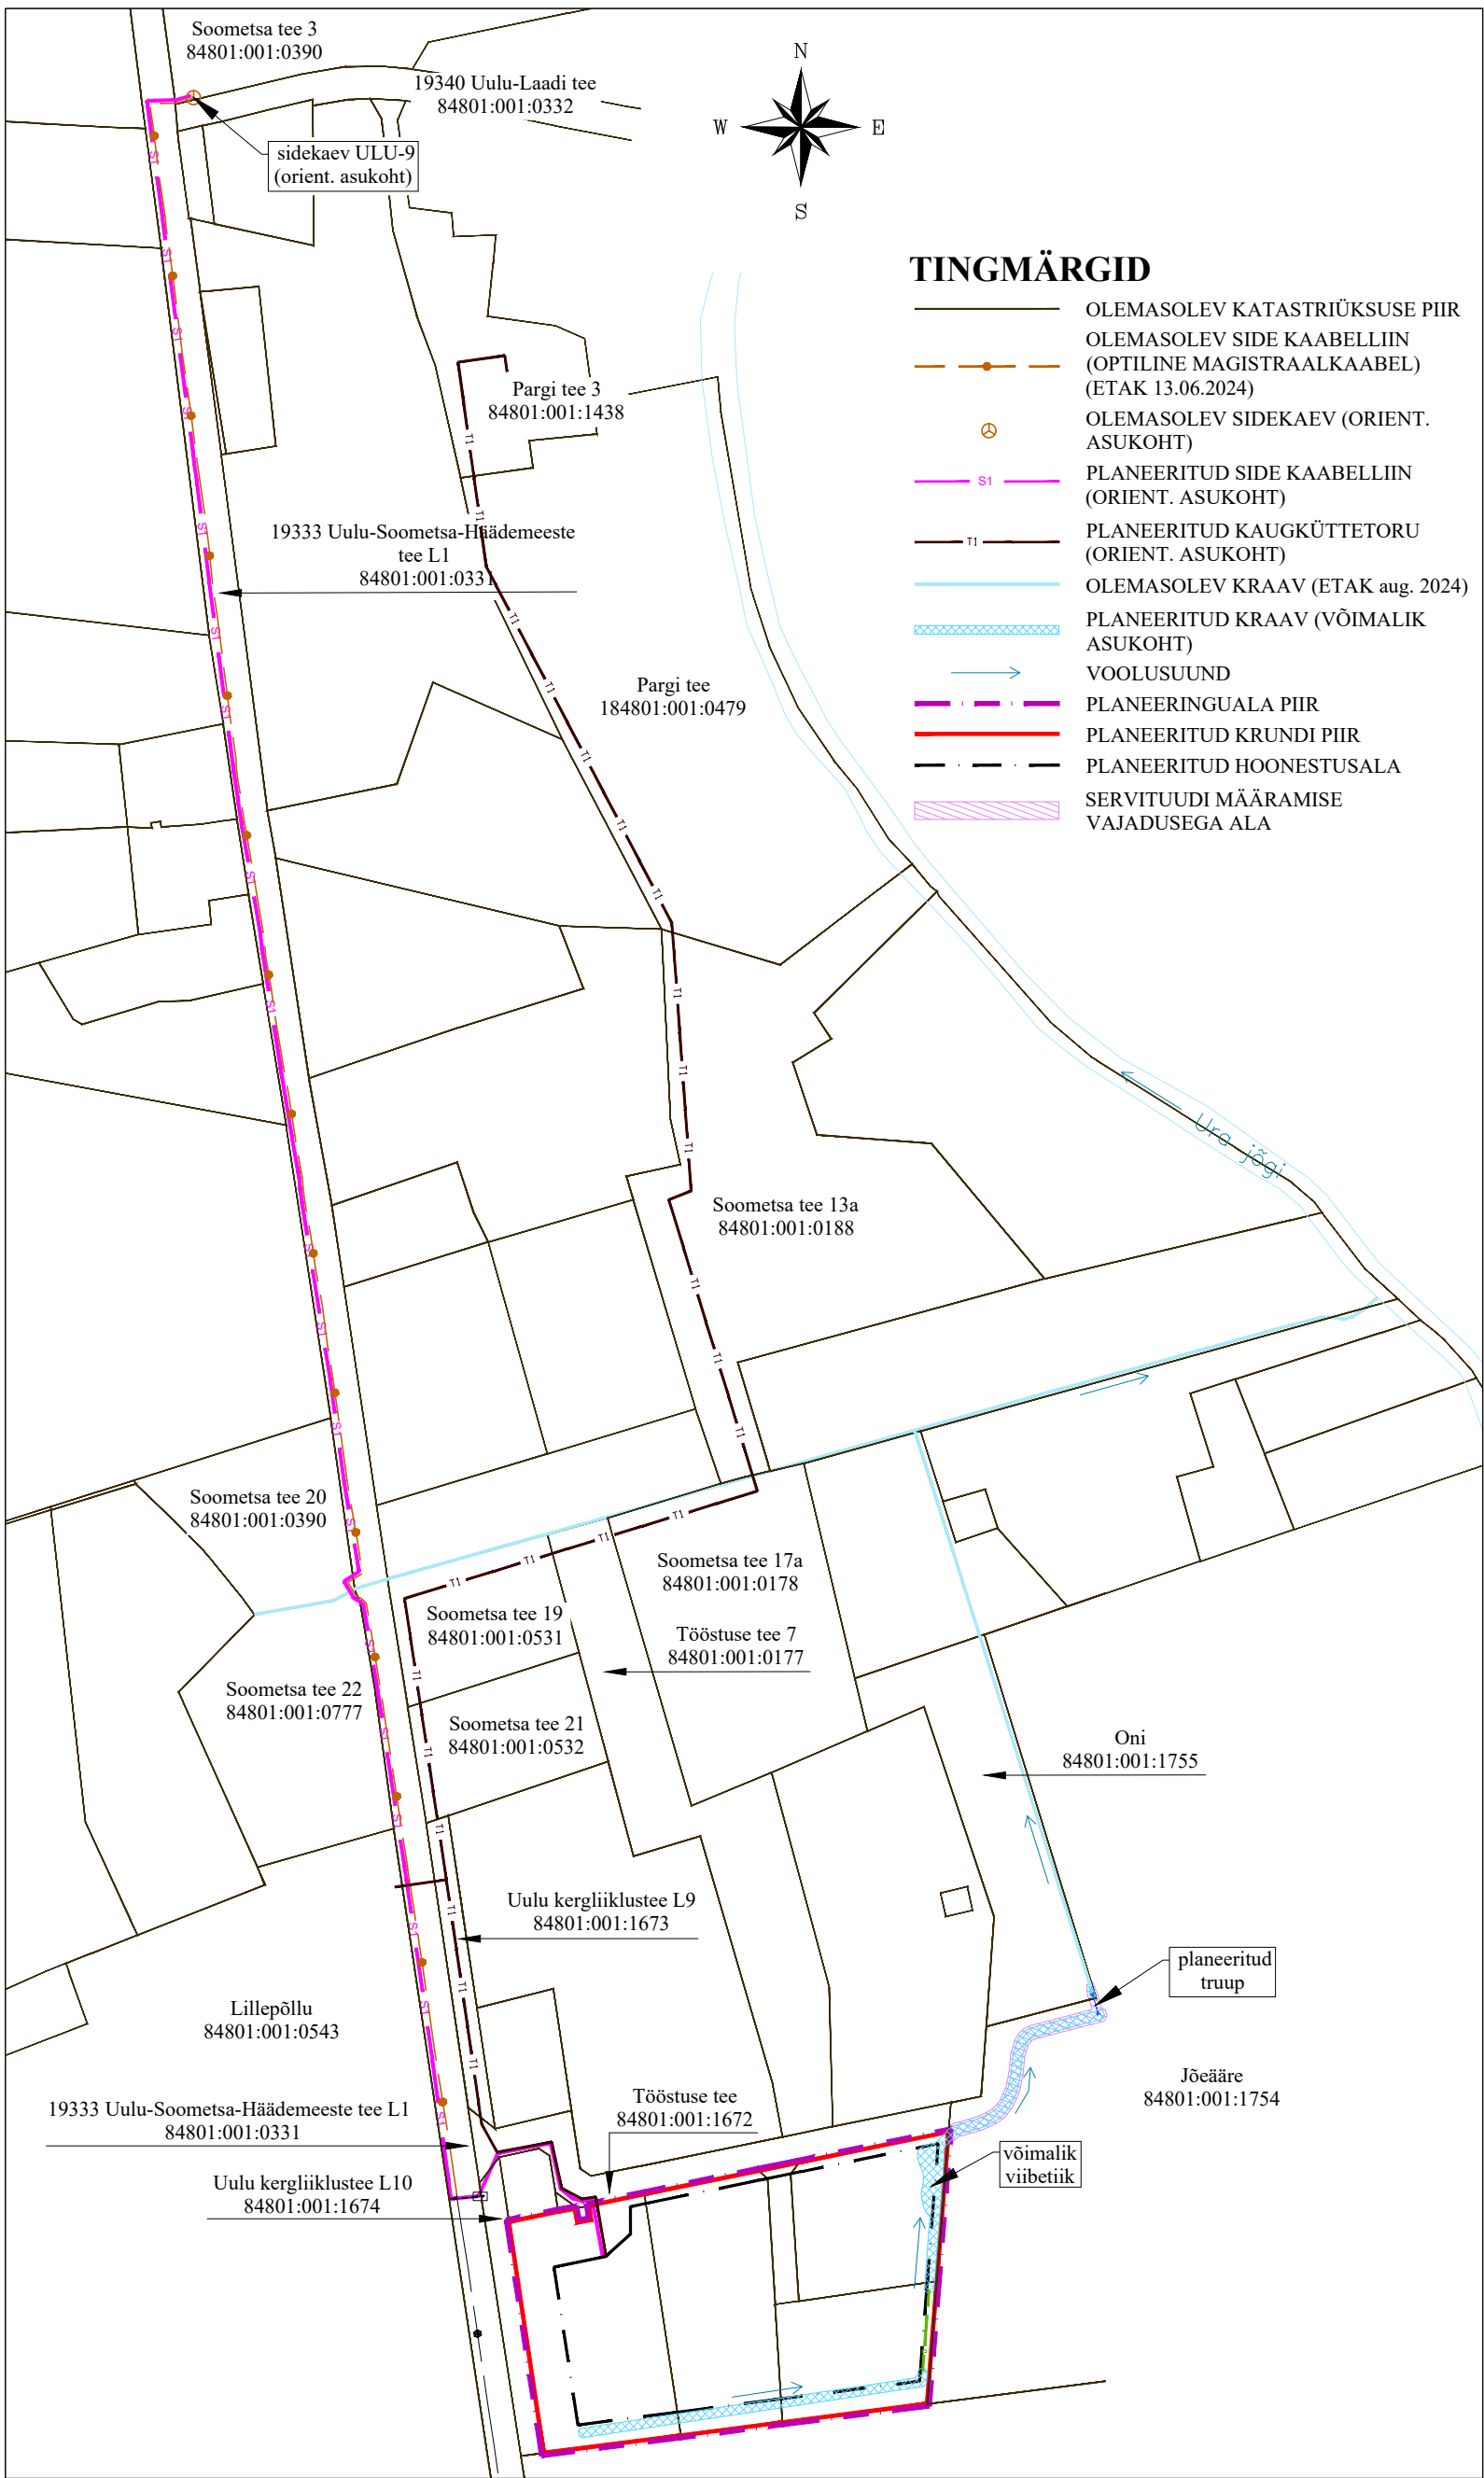 Soometsa tee 3
84801:001:0390
19340 Uulu-Laadi tee
84801:001:0332
sidekaev ULU-9
(orient. asukoht)
N
W
E
S
TINGMÄRGID
OLEMASOLEV KATASTRIÜKSUSE PIIR
OLEMASOLEV SIDE KAABELLIIN
(OPTILINE MAGISTRAALKAABEL)
(ETAK 13.06.2024)
OLEMASOLEV SIDEKAEV (ORIENT.
ASUKOHT)
S1
PLANEERITUD SIDE KAABELLIIN
(ORIENT. ASUKOHT)
T1
PLANEERITUD KAUGKÜTTETORU
(ORIENT. ASUKOHT)
OLEMASOLEV KRAAV (ETAK aug. 2024)
PLANEERITUD KRAAV (VÕIMALIK
ASUKOHT)
VOOLUSUUND
PLANEERINGUALA PIIR
PLANEERITUD KRUNDI PIIR
PLANEERITUD HOONESTUSALA
SERVITUUDI MÄÄRAMISE
VAJADUSEGA ALA
Pargi tee 3
84801:001:1438
19333 Uulu-Soometsa-Häädemeeste
tee L1
84801:001:0331
Pargi tee
184801:001:0479
Ura jõgi
Soometsa tee 13a
84801:001:0188
Soometsa tee 20
84801:001:0390
Soometsa tee 17a
84801:001:0178
Soometsa tee 19
84801:001:0531
Tööstuse tee 7
84801:001:0177
Soometsa tee 22
84801:001:0777
Soometsa tee 21
84801:001:0532
Oni
84801:001:1755
Uulu kergliiklustee L9
84801:001:1673
planeeritud
truup
Lillepõllu
84801:001:0543
Jõeääre
84801:001:1754
Tööstuse tee
84801:001:1672
19333 Uulu-Soometsa-Häädemeeste tee L1
84801:001:0331
võimalik
viibetiik
Uulu kergliiklustee L10
84801:001:1674